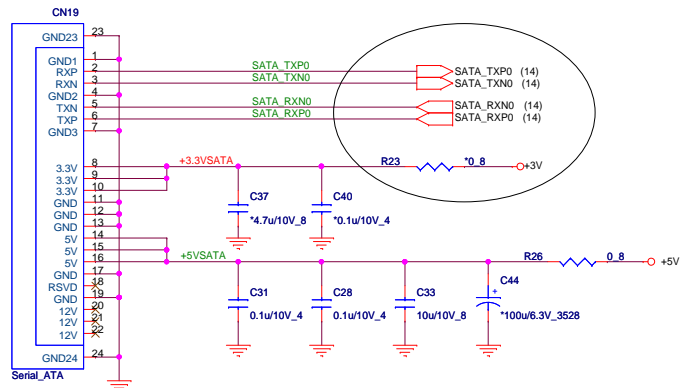 CN19
GND23 23
GND1 1
RXP 2 SATA_TXP0 SATA_TXP0 (14)
RXN 3 SATA_TXN0 SATA_TXN0 (14)
GND2 4
TXN 5 SATA_RXN0 SATA_RXN0 (14)
TXP 6 SATA_RXP0 SATA_RXP0 (14)
GND3 7
3.3V 8 +3.3VSATA R23 *0_8 +3V
3.3V 9
3.3V 10
GND 11 C37 C40
GND 12 *4.7u/10V_8 *0.1u/10V_4
GND 13
5V 14
5V 15
5V 16 +5VSATA R26 0_8 +5V
GND 17
RSVD 18 C31 C28 C33 C44 +
GND 19 0.1u/10V_4 0.1u/10V_4 10u/10V_8 *100u/6.3V_3528
12V 20
12V 21
12V 22
GND24 24
Serial_ATA